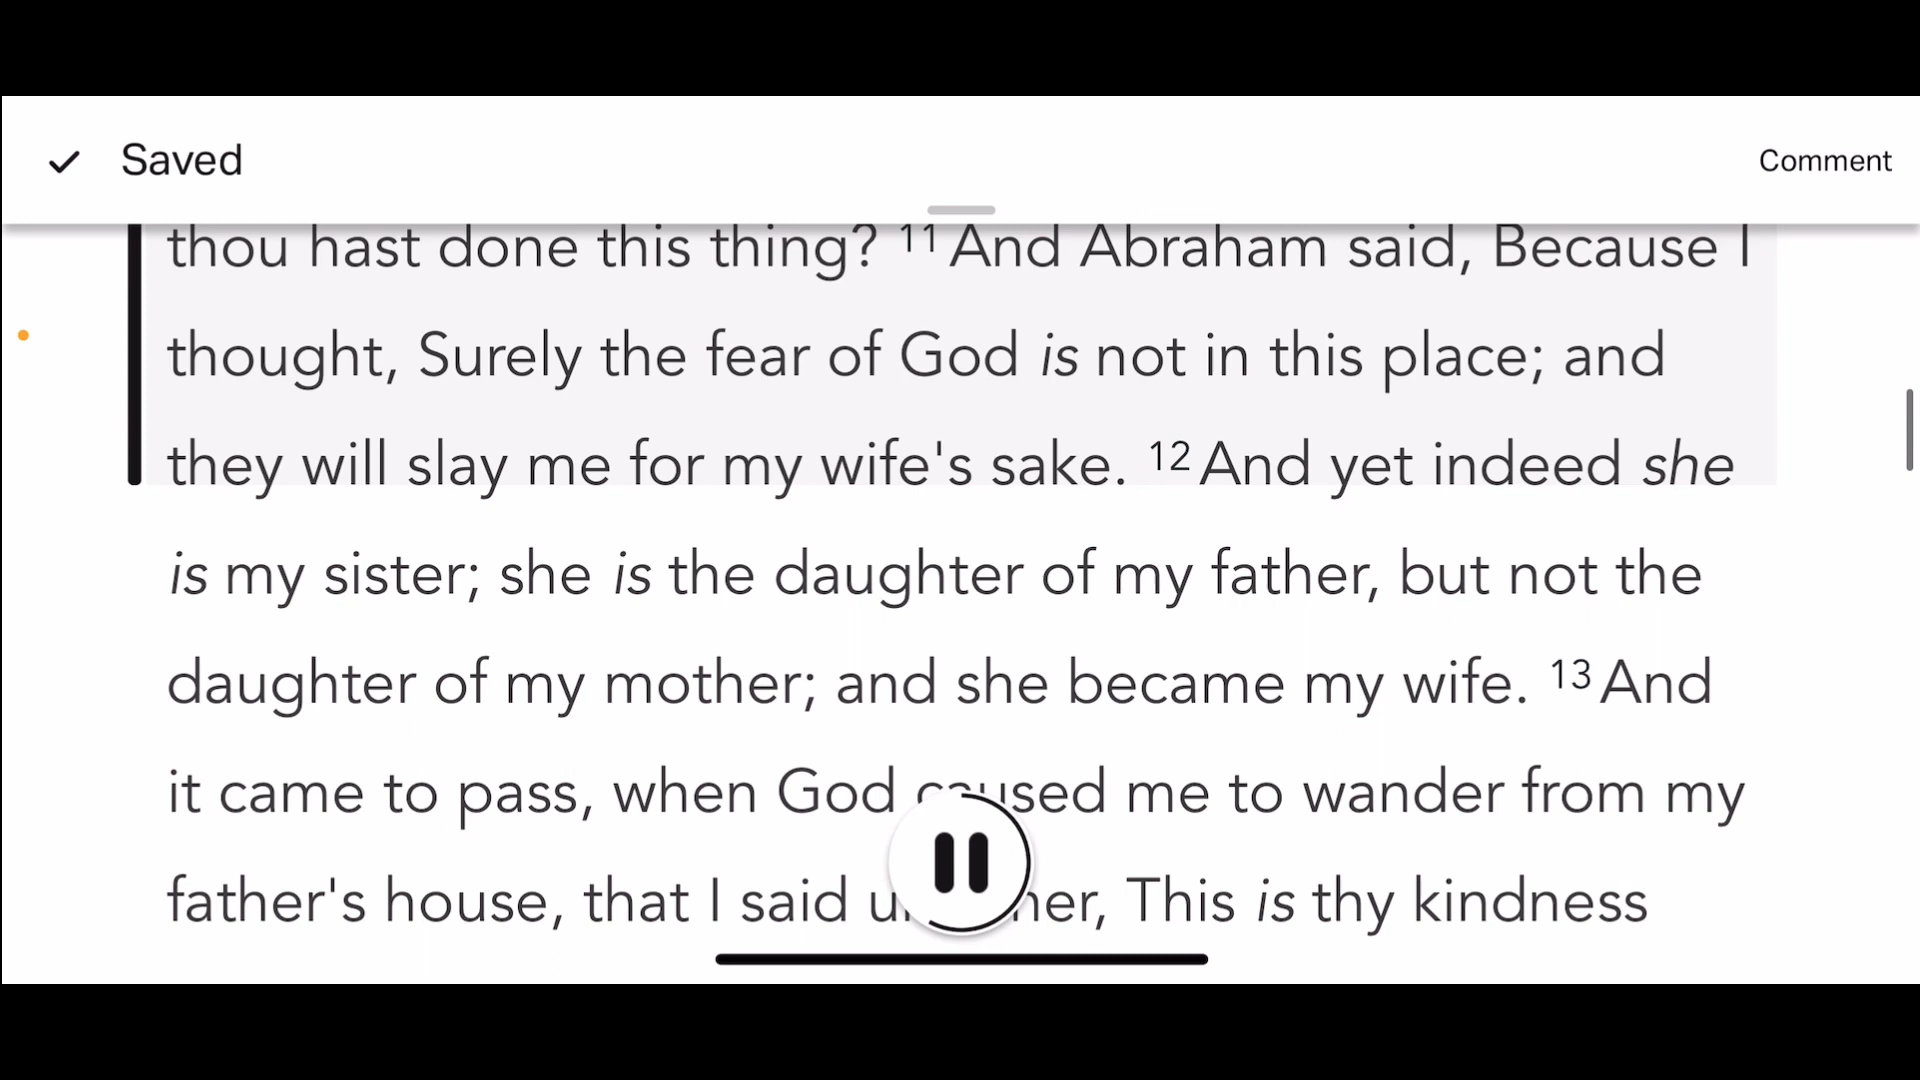 Saved
Comment
thou hast done this thing? 11 And Abraham said, Because I
thought, Surely the fear of God is not in this place; and
they will slay me for my wife's sake. 12 And yet indeed she
is my sister; she is the daughter of my father, but not the
daughter of my mother; and she became my wife. 13 And
it came to pass, when God caused me to wander from my
father's house, that I said her, This is thy kindness